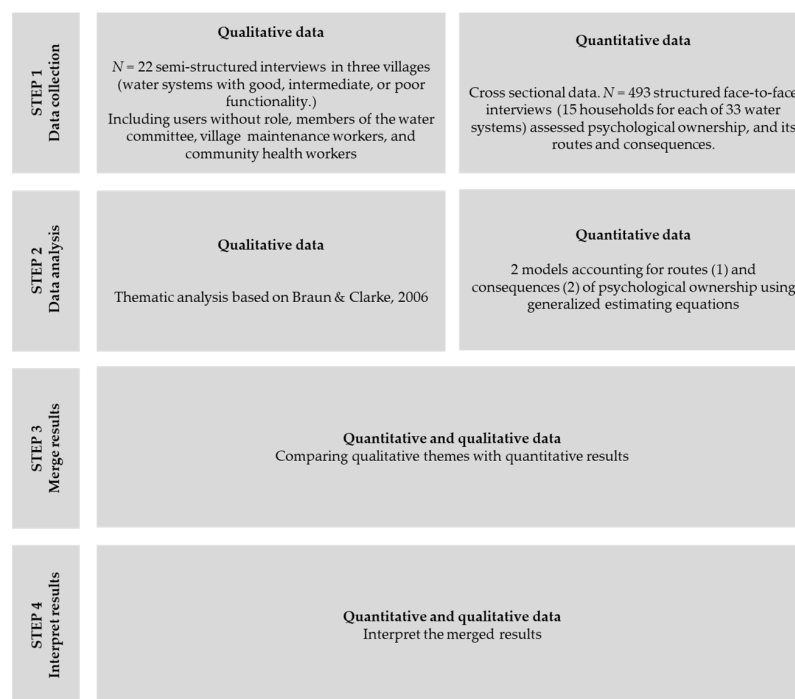 STEP 1
Data collection
Qualitative data
N = 22 semi-structured interviews in three villages
(water systems with good, intermediate, or poor
functionality.)
Including users without role, members of the water
committee, village maintenance workers, and
community health workers
Quantitative data
Cross sectional data. N = 493 structured face-to-face
interviews (15 households for each of 33 water
systems) assessed psychological ownership, and its
routes and consequences.
STEP 2
Data analysis
Qualitative data
Thematic analysis based on Braun & Clarke, 2006
Quantitative data
2 models accounting for routes (1) and
consequences (2) of psychological ownership using
generalized estimating equations
STEP 3
Merge results
Quantitative and qualitative data
Comparing qualitative themes with quantitative results
STEP 4
Interpret results
Quantitative and qualitative data
Interpret the merged results